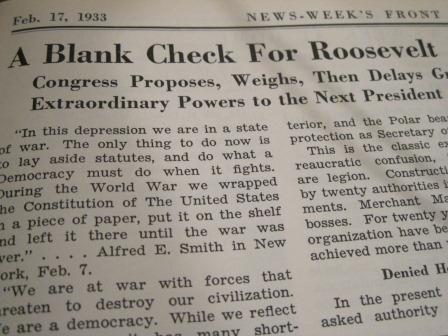 Feb. 17, 1933
NEWS-WEEK'S FRONT
A Blank Check For Roosevelt
Congress Proposes, Weighs, Then Delays
Extraordinary Powers to the Next President
"In this depression we are in a state
of war. The only thing to do now is
to lay aside statutes, and do what a
Democracy must do when it fights.
During the World War we wrapped
the Constitution of The United States
in a piece of paper, put it on the shelf
and left it there until the war was
over." . . . . Alfred E. Smith in New
York, Feb. 7.
"We are at war with forces that
threaten to destroy our civilization.
We are a democracy. While we reflect
has many short-
terior, and the Polar
protection as Secretary
This is the classic
reaucratic confusion,
are legion.
by twenty authorities
ments. Merchant
bosses. For twenty
organization have
achieved more than
Denied
In the present
asked authority